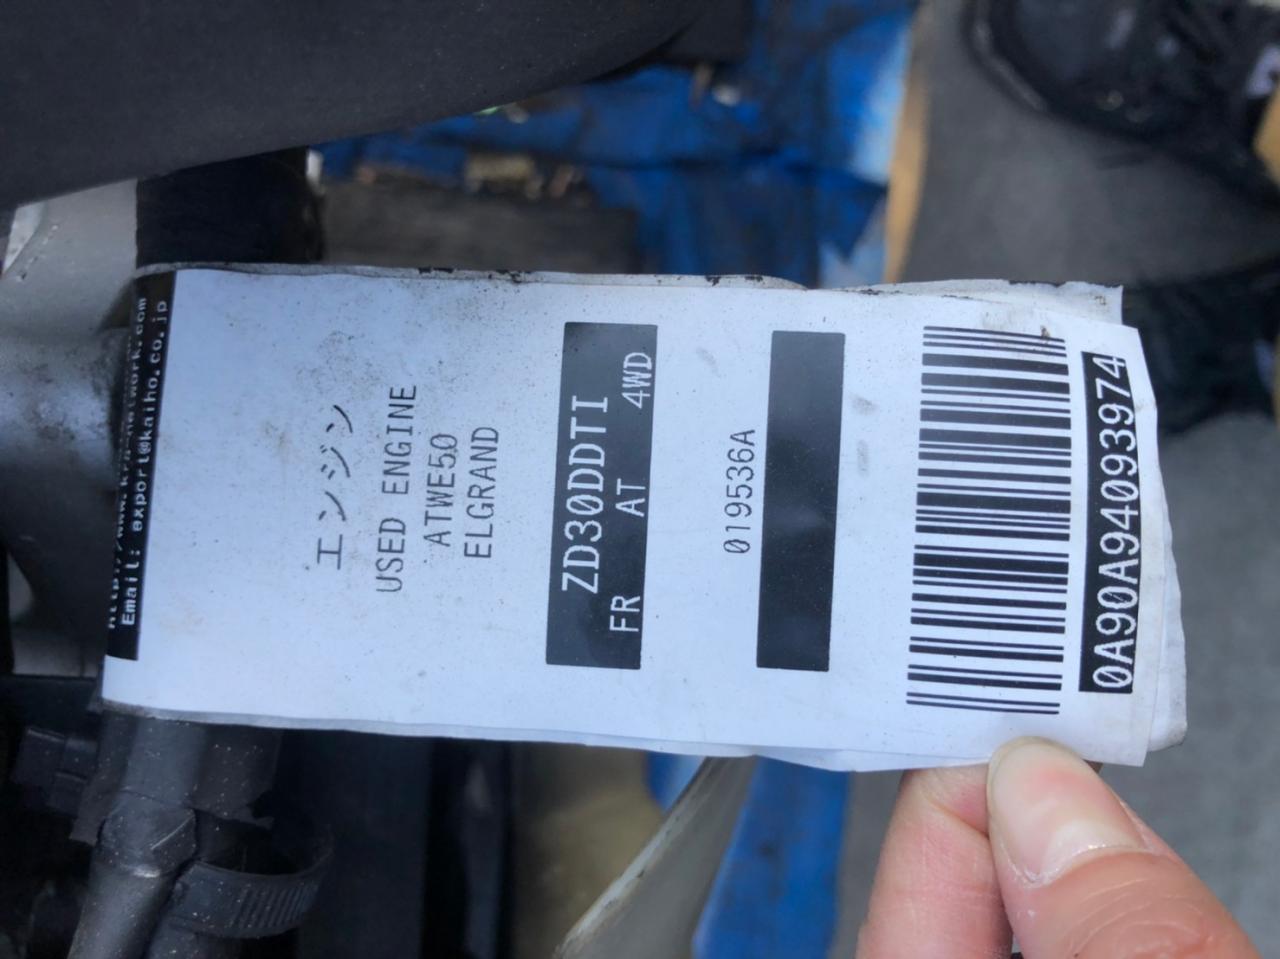 Email: export@kaiho.co.jp
エンジン
USED ENGINE
ATWE50
ELGRAND
ZD30DDTI
FR AT 4WD
019536A
0A90A94093974